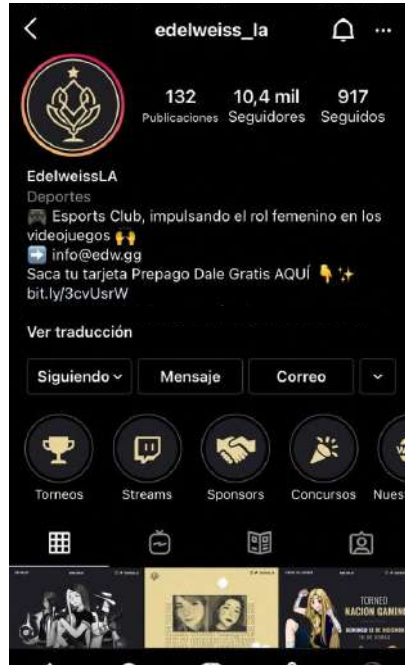 edelweiss_la
132
10,4 mil
917
Publicaciones
Seguidores
Seguidos
EdelweissLA
Deportes
Esports Club, impulsando el rol femenino en los
videojuegos
info@edw.gg
Saca tu tarjeta Prepago Dale Gratis AQUÍ
bit.ly/3cvUsrW
Ver traducción
Siguiendo
Mensaje
Correo
Torneos
Streams
Sponsors
Concursos
Nues
TORNEO
NACIÓN GAMING